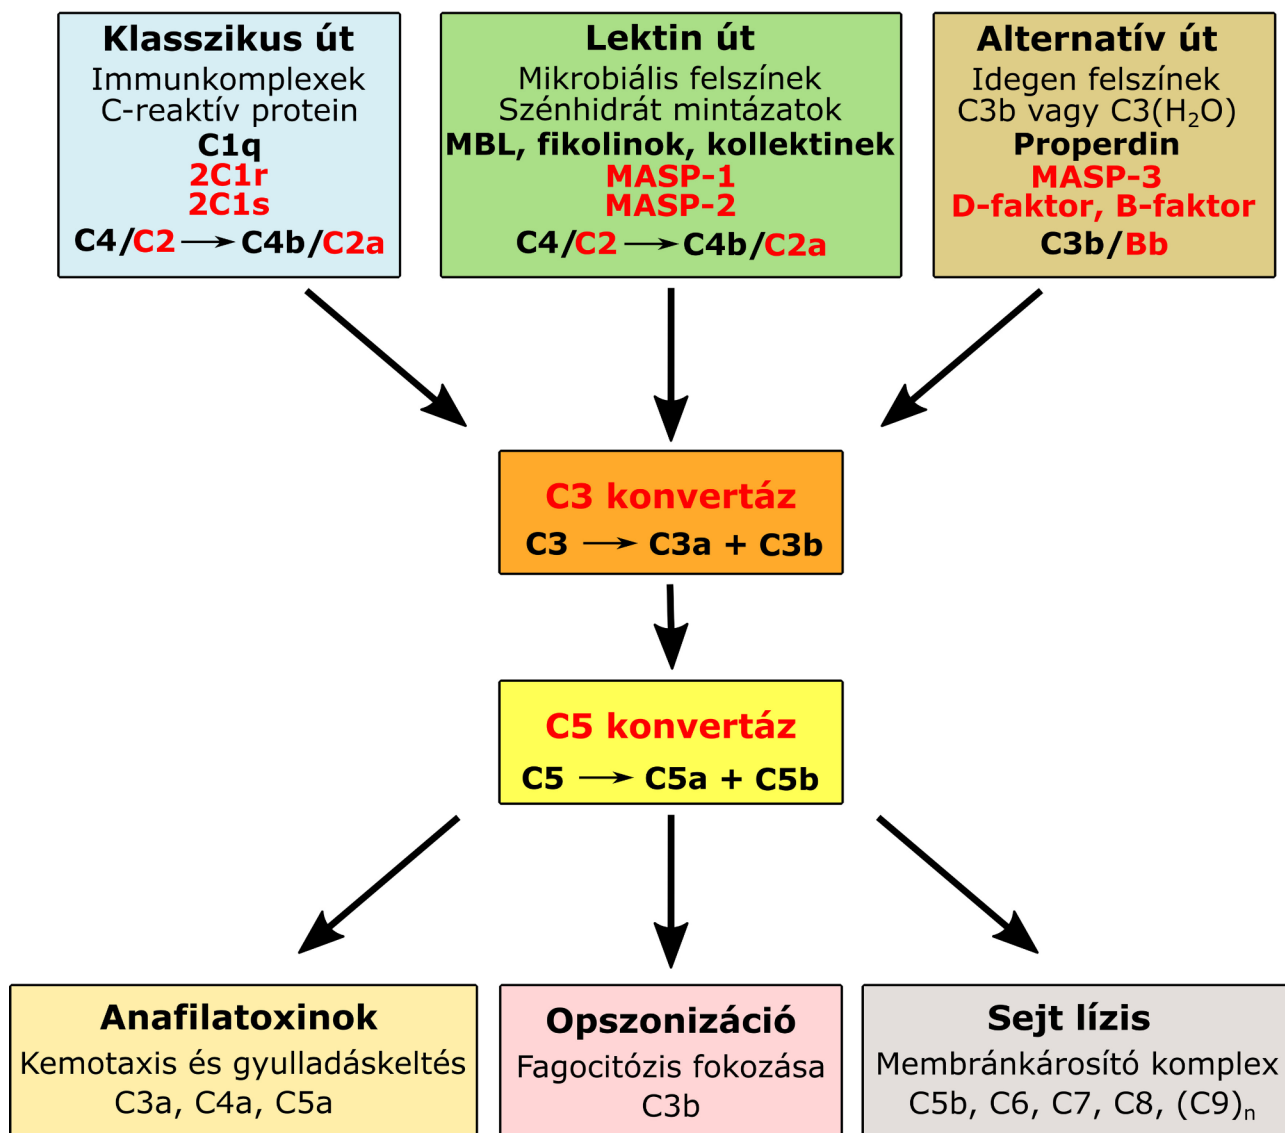 Klasszikus út
Immunkomplexek
C-reaktív protein
C1q
2C1r
2C1s
C4/C2 → C4b/C2a
Lektin út
Mikrobiális felszínek
Szénhidrát mintázatok
MBL, fikolinok, kollektinek
MASP-1
MASP-2
C4/C2 → C4b/C2a
Alternatív út
Idegen felszínek
C3b vagy C3(H₂O)
Properdin
MASP-3
D-faktor, B-faktor
C3b/Bb
C3 konvertáz
C3 → C3a + C3b
C5 konvertáz
C5 → C5a + C5b
Anafilatoxinok
Kemotaxis és gyulladáskeltés
C3a, C4a, C5a
Opszonizáció
Fagocitózis fokozása
C3b
Sejt lízis
Membránkárosító komplex
C5b, C6, C7, C8, (C9)ₙ